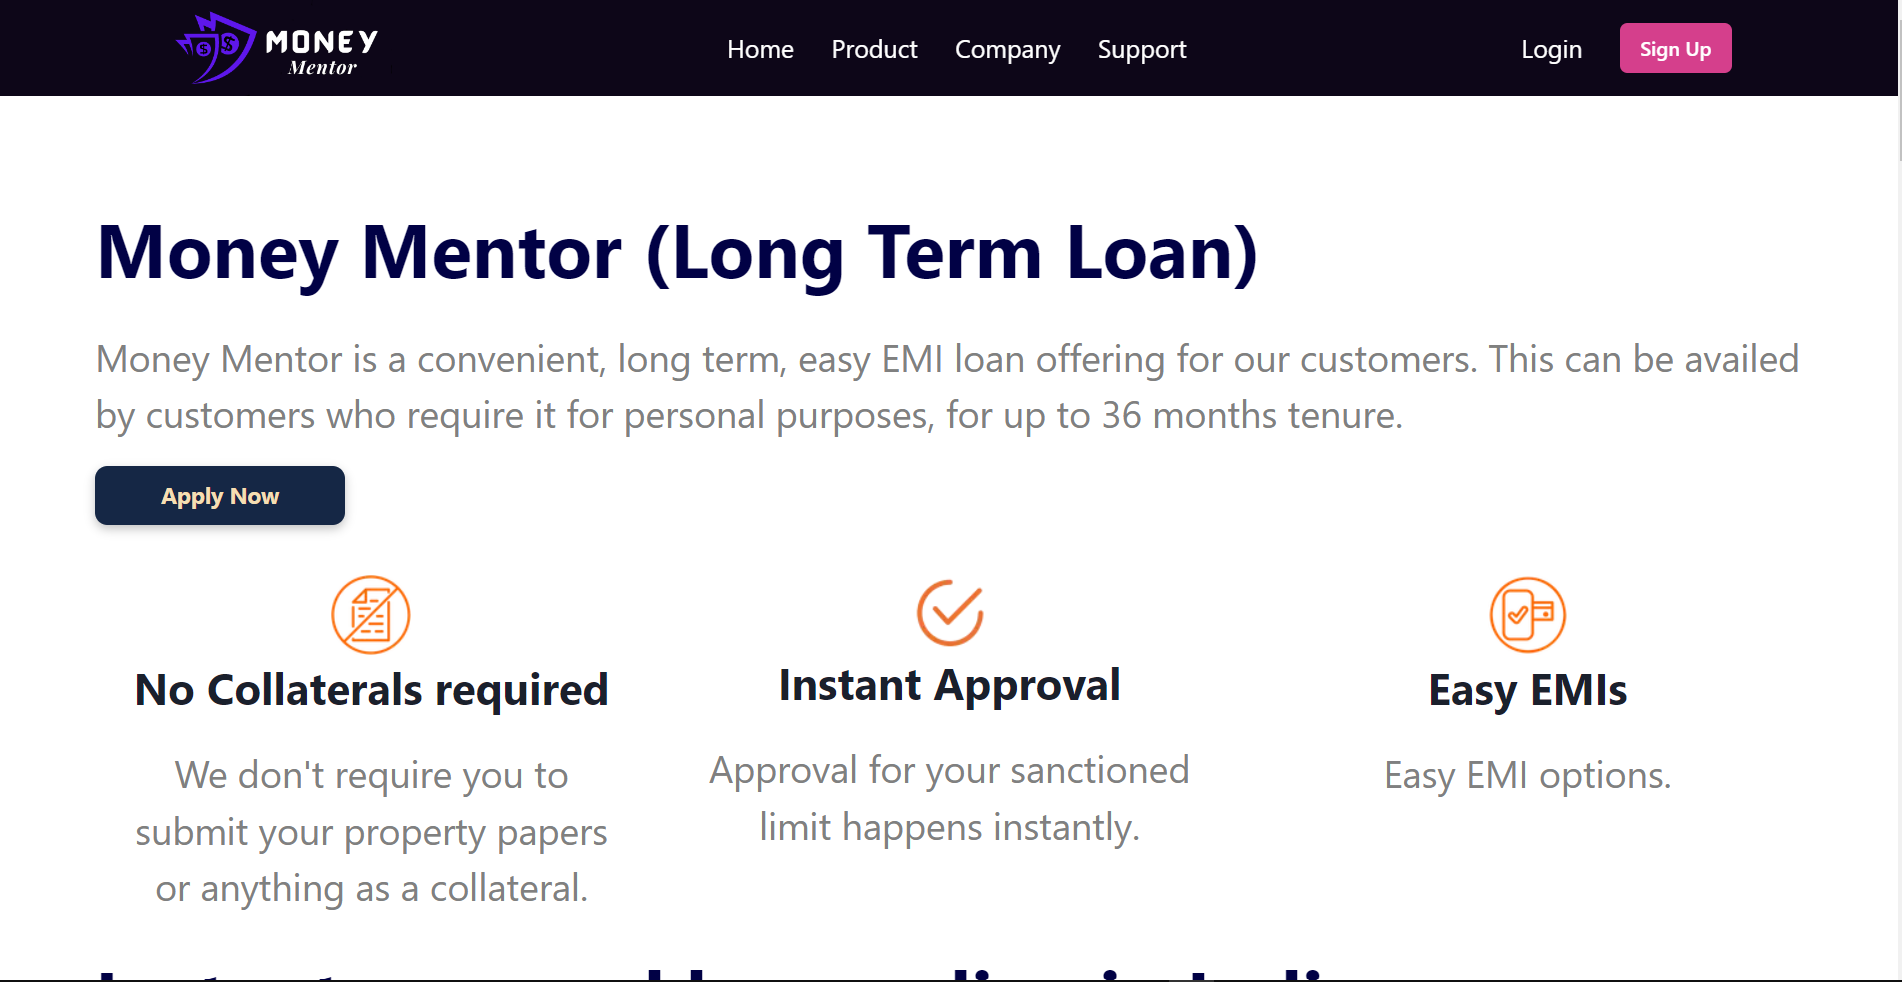 MONEY
Mentor
Home Product Company Support
Login Sign Up
Money Mentor (Long Term Loan)
Money Mentor is a convenient, long term, easy EMI loan offering for our customers. This can be availed
by customers who require it for personal purposes, for up to 36 months tenure.
Apply Now
No Collaterals required
We don't require you to
submit your property papers
or anything as a collateral.
Instant Approval
Approval for your sanctioned
limit happens instantly.
Easy EMIs
Easy EMI options.